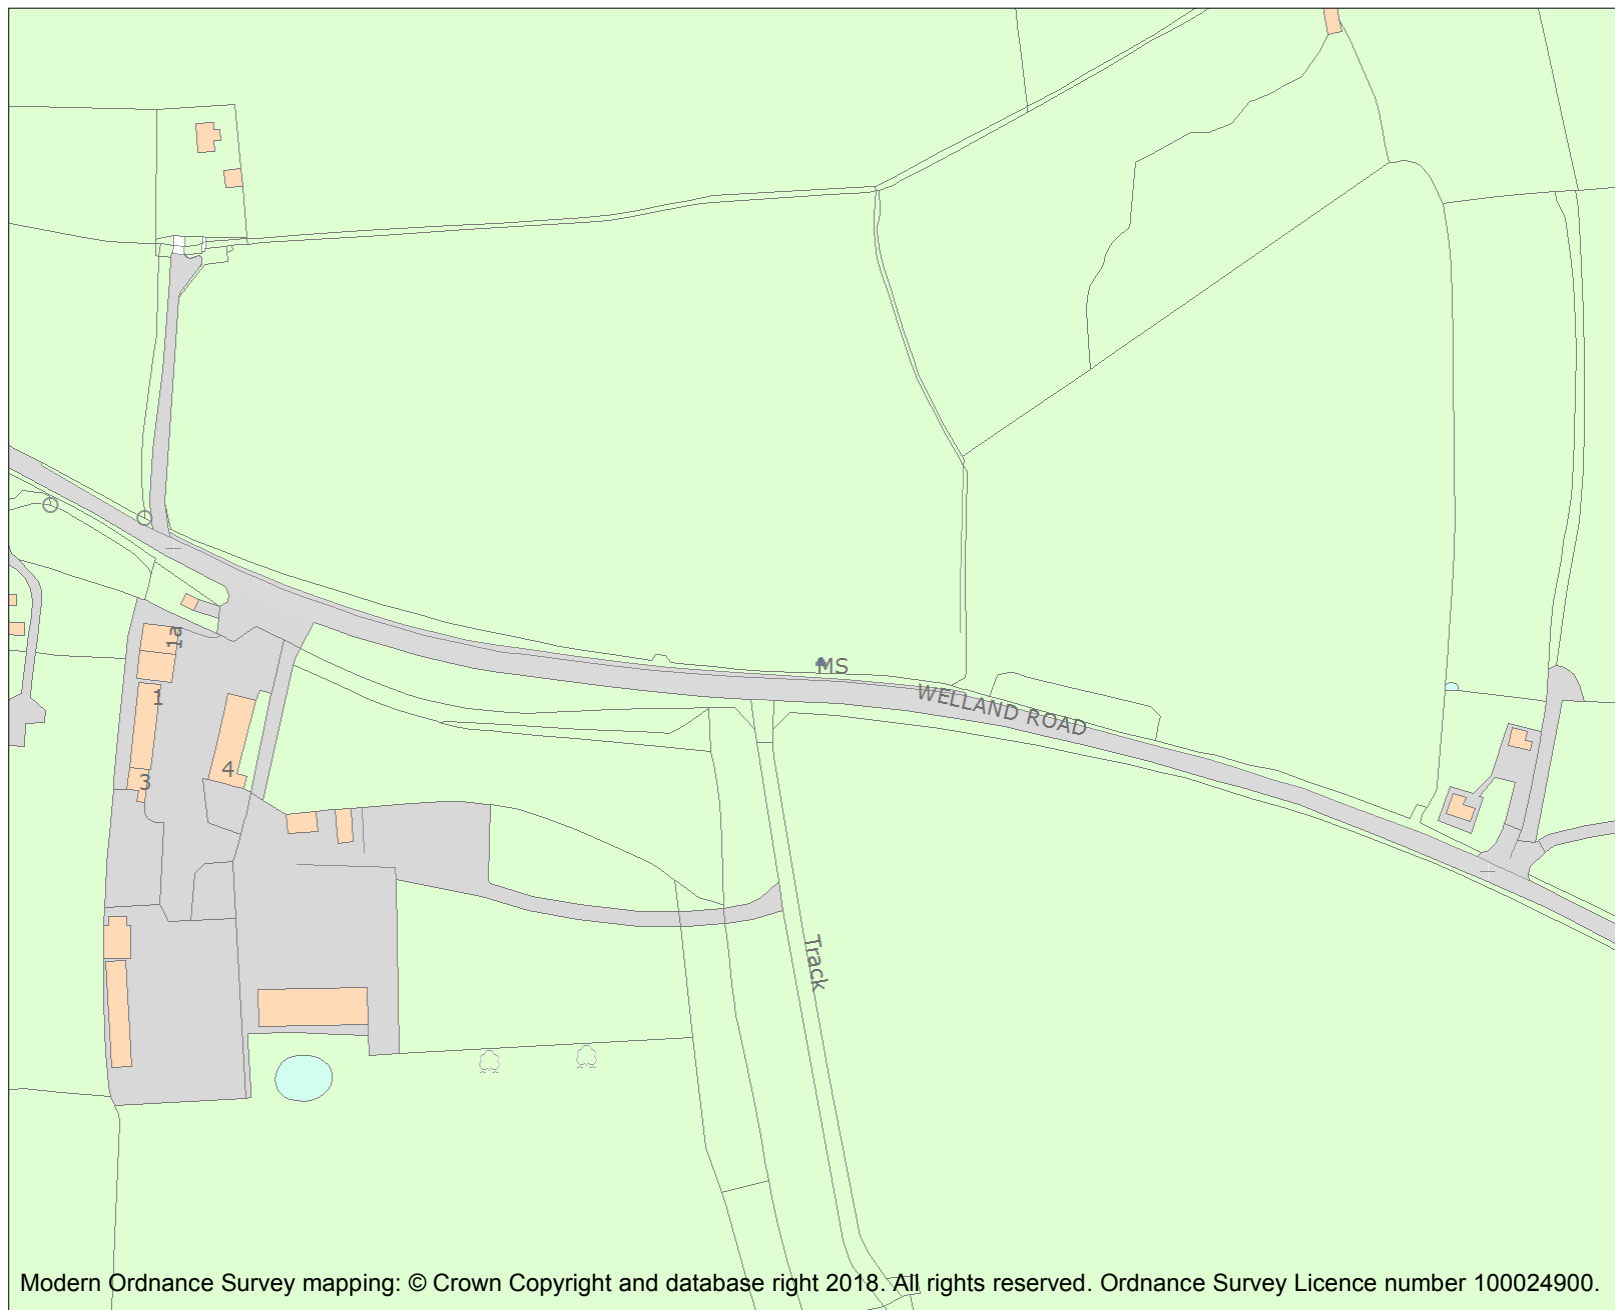 1a
MS
WELLAND ROAD
1
3
4
Track
Modern Ordnance Survey mapping: © Crown Copyright and database right 2018. All rights reserved. Ordnance Survey Licence number 100024900.